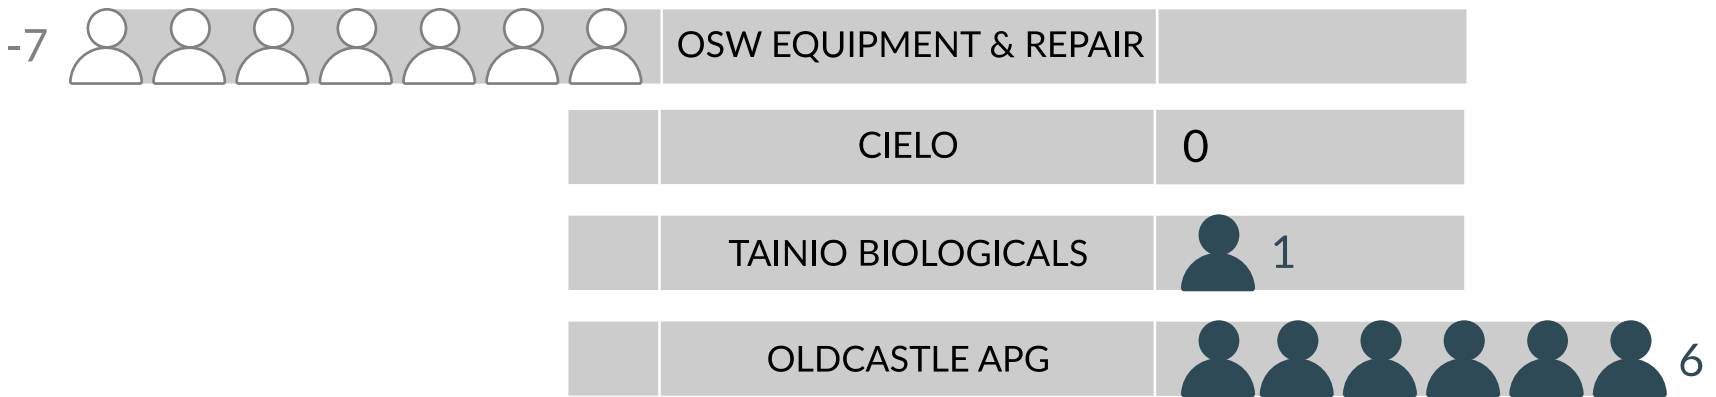 -7 OSW EQUIPMENT & REPAIR
CIELO 0
TAINIO BIOLOGICALS 1
OLDCASTLE APG 6